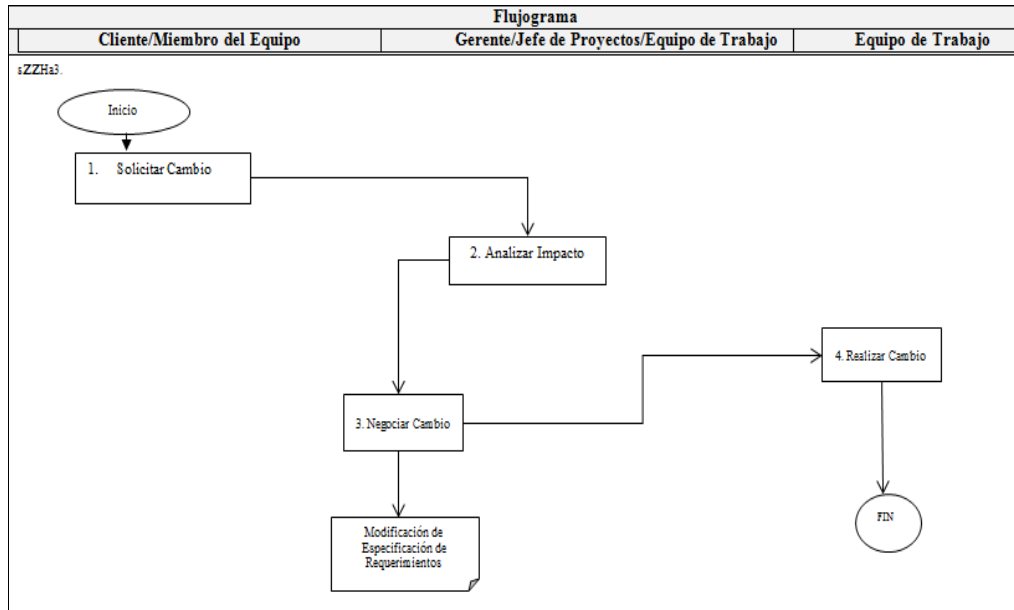 Flujograma
Cliente/Miembro del Equipo
Gerente/Jefe de Proyectos/Equipo de Trabajo
Equipo de Trabajo
sZZHa3.
Inicio
1. Solicitar Cambio
2. Analizar Impacto
4. Realizar Cambio
3. Negociar Cambio
Modificación de
Especificación de
Requerimientos
FIN